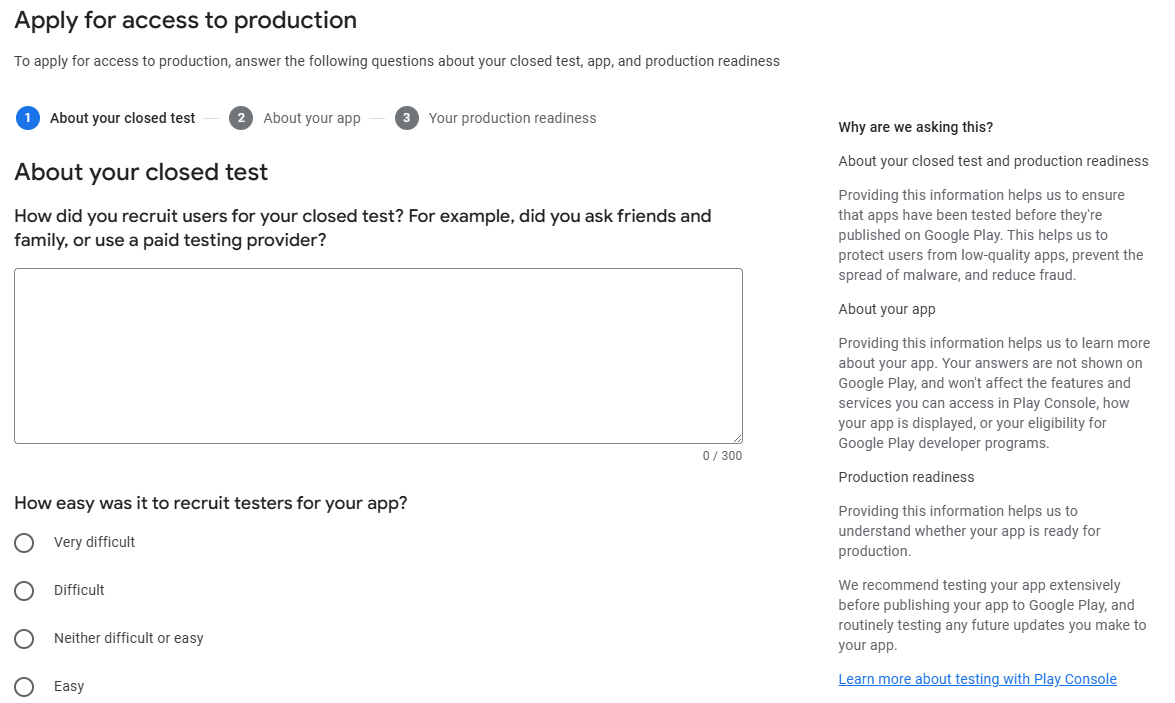 Apply for access to production
To apply for access to production, answer the following questions about your closed test, app, and production readiness
1 About your closed test
2 About your app
3 Your production readiness
About your closed test
How did you recruit users for your closed test? For example, did you ask friends and
family, or use a paid testing provider?
0 / 300
How easy was it to recruit testers for your app?
Very difficult
Difficult
Neither difficult or easy
Easy
Why are we asking this?
About your closed test and production readiness
Providing this information helps us to ensure
that apps have been tested before they're
published on Google Play. This helps us to
protect users from low-quality apps, prevent the
spread of malware, and reduce fraud.
About your app
Providing this information helps us to learn more
about your app. Your answers are not shown on
Google Play, and won't affect the features and
services you can access in Play Console, how
your app is displayed, or your eligibility for
Google Play developer programs.
Production readiness
Providing this information helps us to
understand whether your app is ready for
production.
We recommend testing your app extensively
before publishing your app to Google Play, and
routinely testing any future updates you make to
your app.
Learn more about testing with Play Console